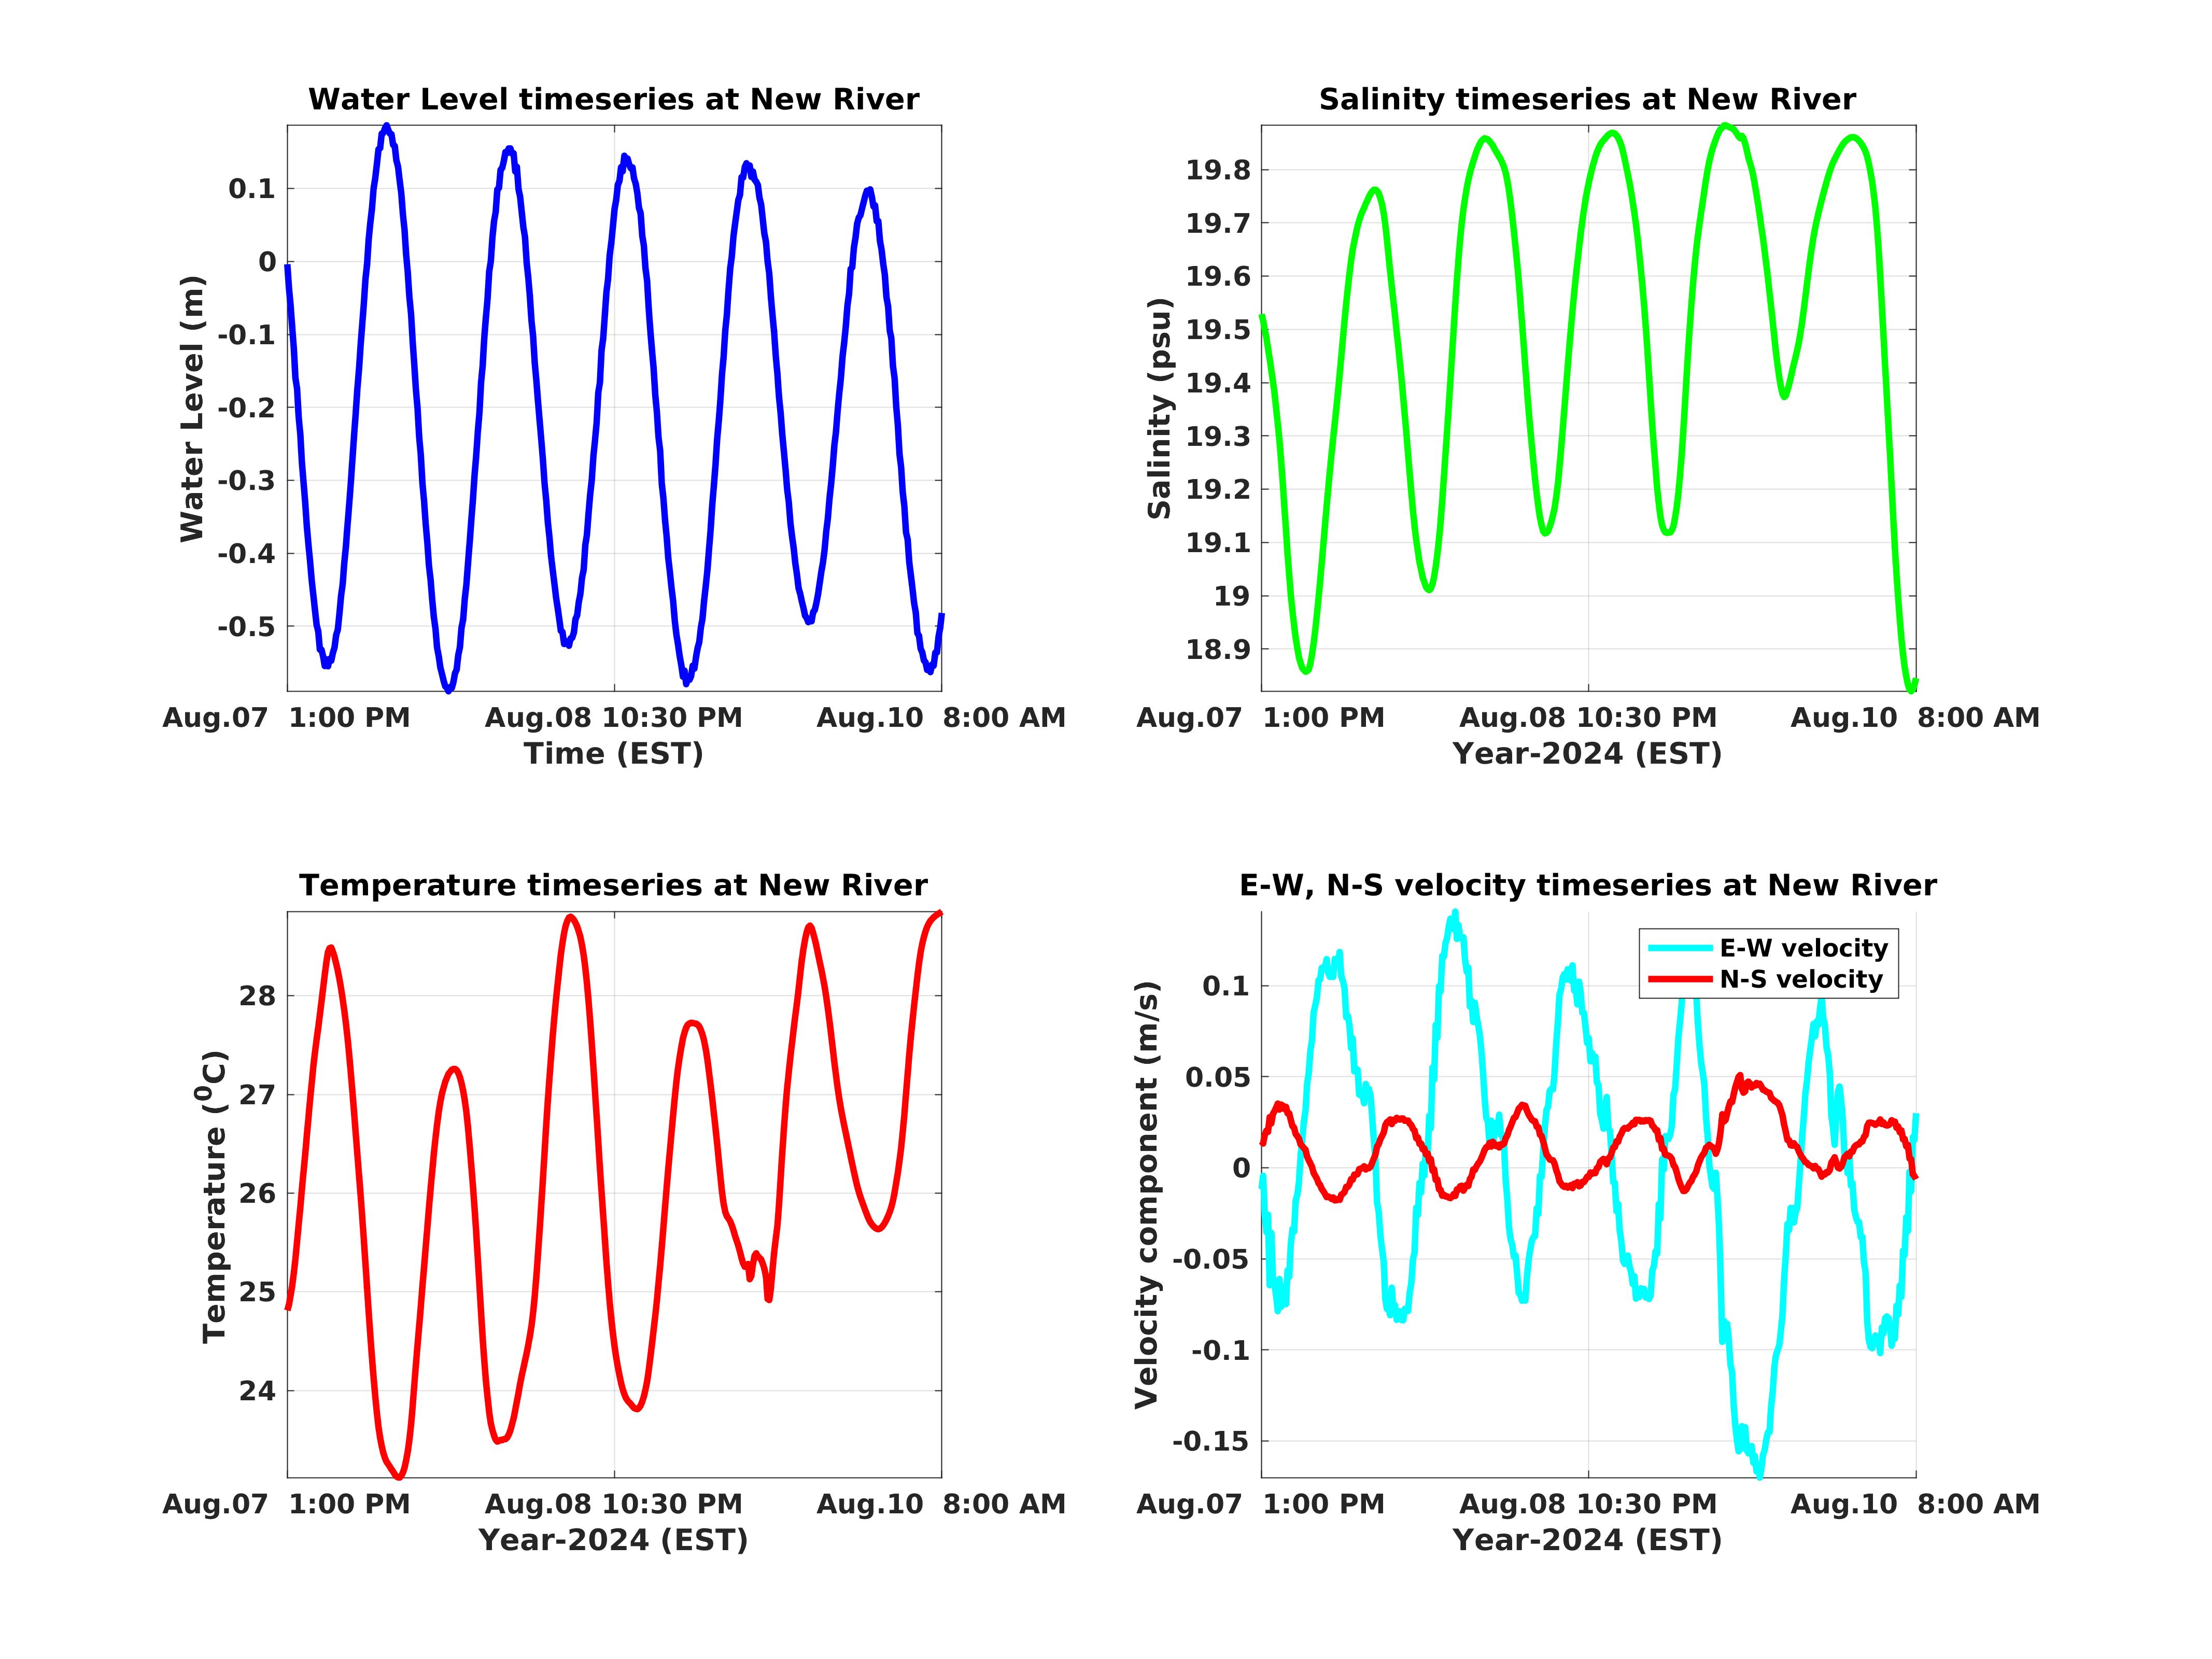 Water Level timeseries at New River
Water Level (m)
0.1
0
-0.1
-0.2
-0.3
-0.4
-0.5
Aug.07 1:00 PM Aug.08 10:30 PM Aug.10 8:00 AM
Time (EST)
Salinity timeseries at New River
Salinity (psu)
19.8
19.7
19.6
19.5
19.4
19.3
19.2
19.1
19
18.9
Aug.07 1:00 PM Aug.08 10:30 PM Aug.10 8:00 AM
Year-2024 (EST)
Temperature timeseries at New River
Temperature (⁰C)
28
27
26
25
24
Aug.07 1:00 PM Aug.08 10:30 PM Aug.10 8:00 AM
Year-2024 (EST)
E-W, N-S velocity timeseries at New River
Velocity component (m/s)
E-W velocity
N-S velocity
0.1
0.05
0
-0.05
-0.1
-0.15
Aug.07 1:00 PM Aug.08 10:30 PM Aug.10 8:00 AM
Year-2024 (EST)